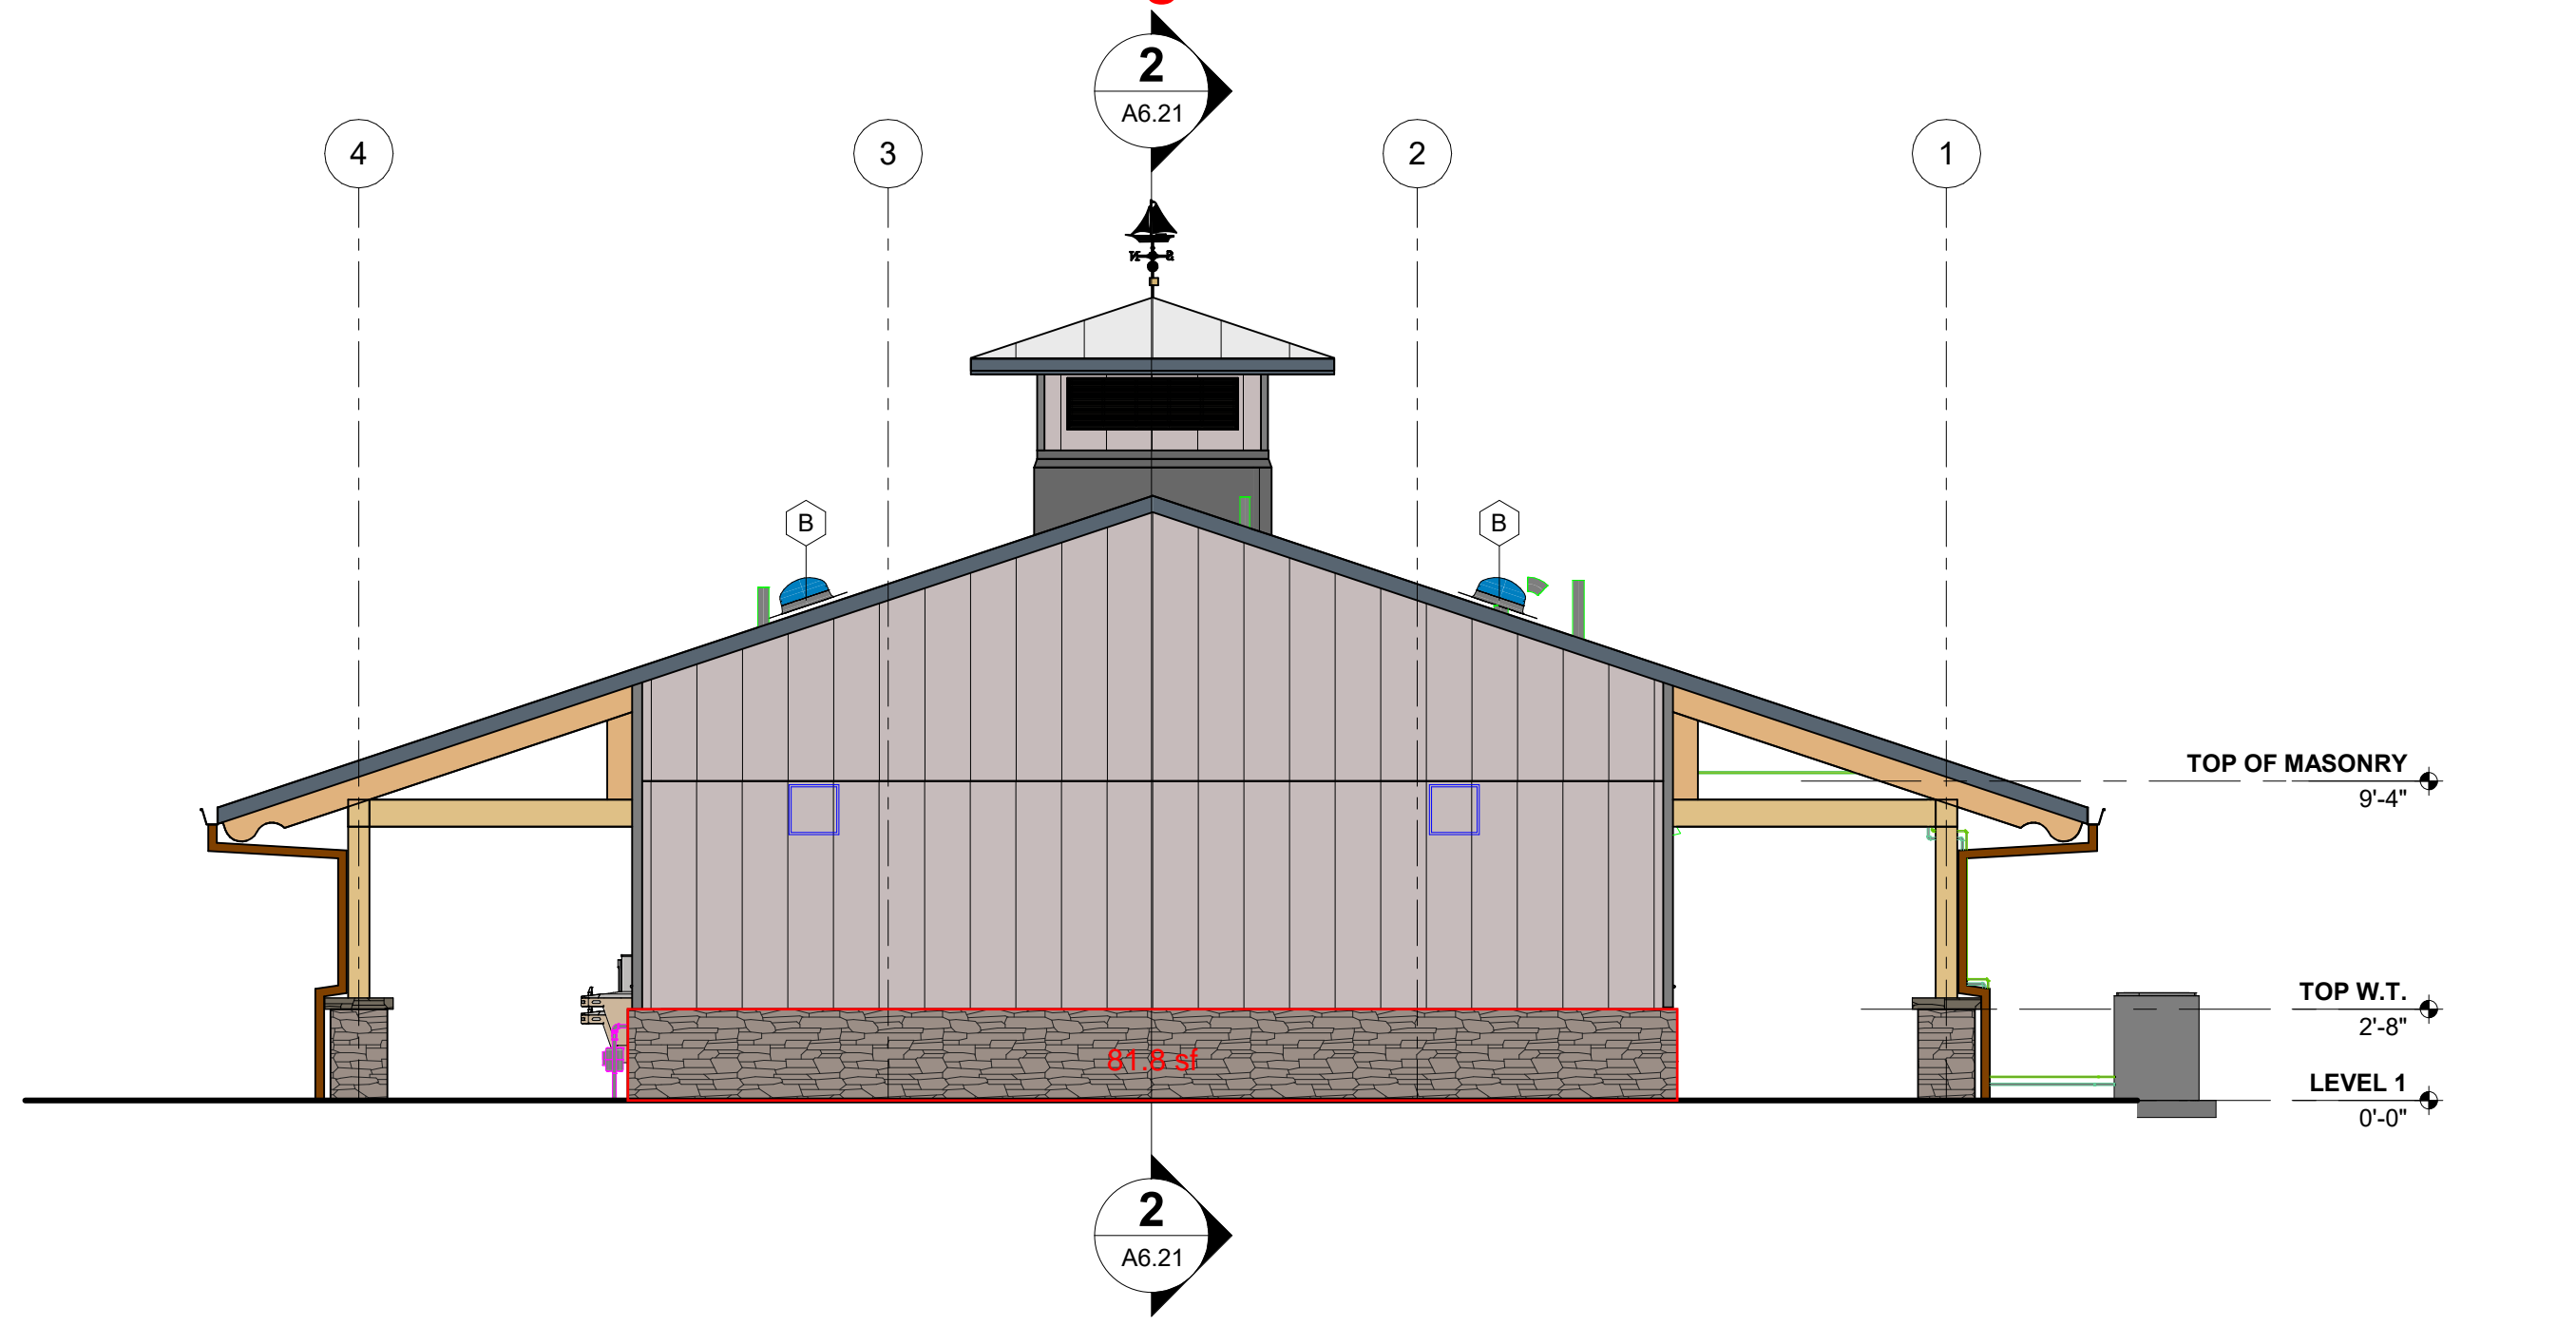 2
A6.21
4
3
2
1
B
B
TOP OF MASONRY
9'-4"
TOP W.T.
2'-8"
81.8 sf
LEVEL 1
0'-0"
2
A6.21